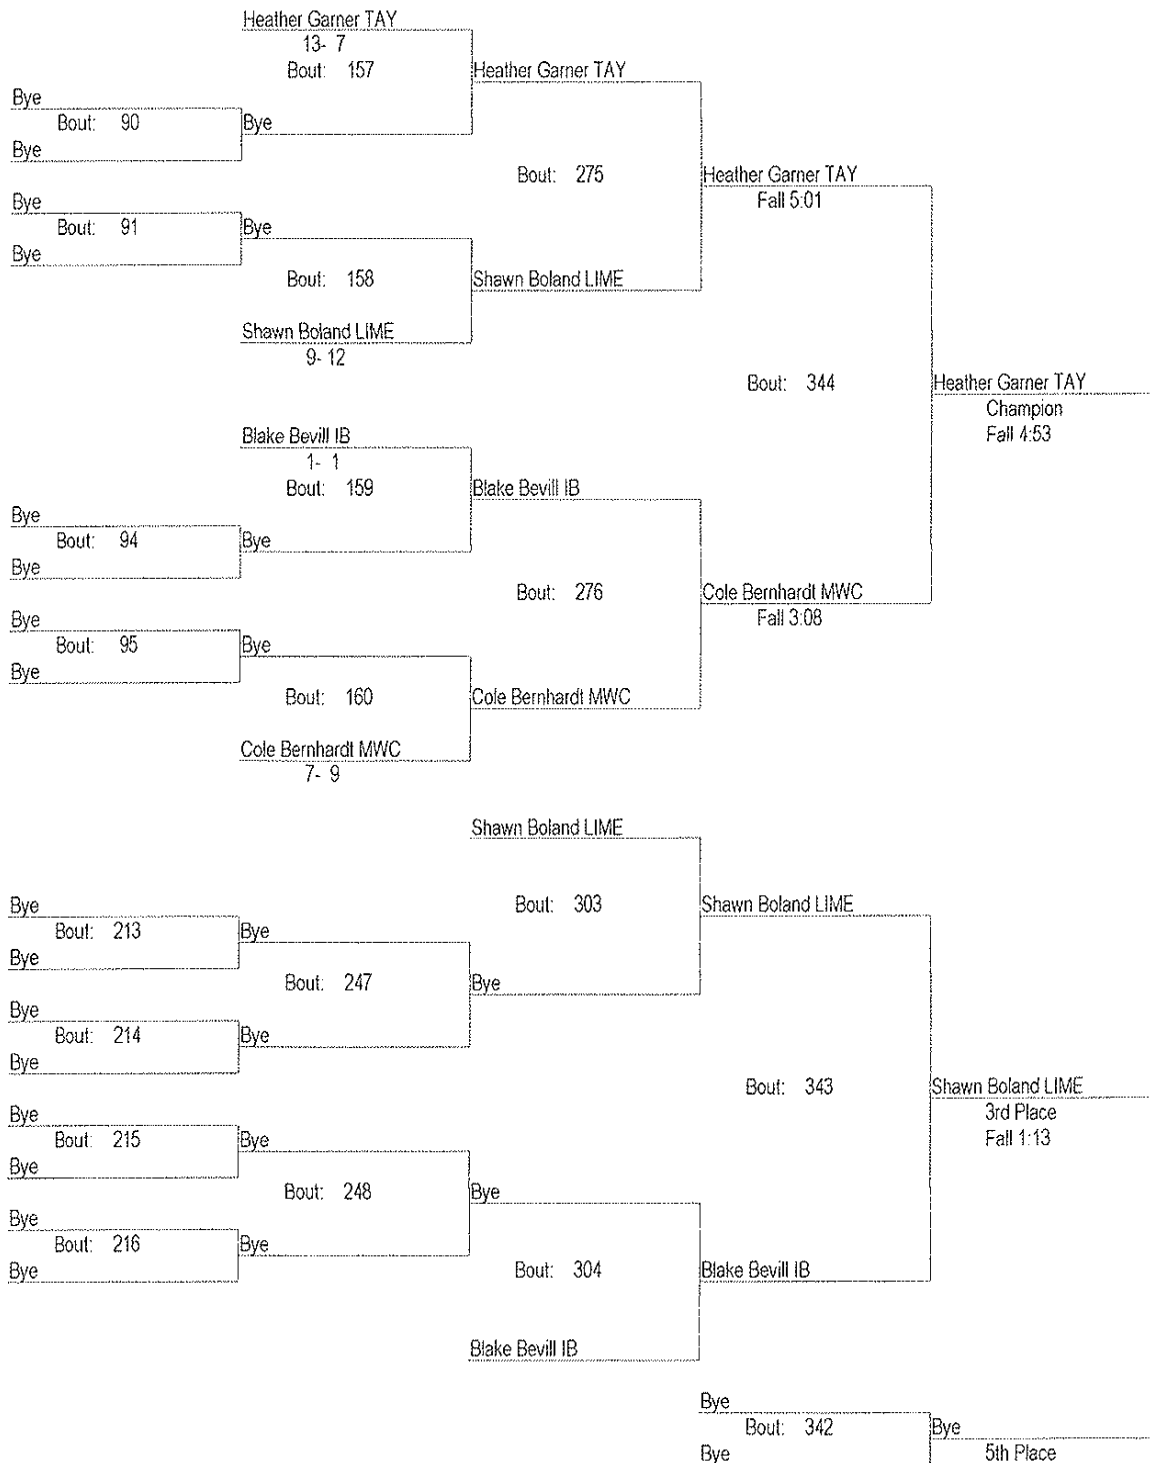 Heather Garner TAY
13- 7
Bout: 157
Heather Garner TAY
Bye
Bout: 90
Bye
Bye
Bout: 275
Heather Garner TAY
Fall 5:01
Bye
Bout: 91
Bye
Bye
Bout: 158
Shawn Boland LIME
Shawn Boland LIME
9- 12
Bout: 344
Heather Garner TAY
Champion
Fall 4:53
Blake Bevill IB
1- 1
Bout: 159
Blake Bevill IB
Bye
Bout: 94
Bye
Bye
Bout: 276
Cole Bernhardt MWC
Fall 3:08
Bye
Bout: 95
Bye
Bye
Bout: 160
Cole Bernhardt MWC
Cole Bernhardt MWC
7- 9
Shawn Boland LIME
Bout: 303
Shawn Boland LIME
Bye
Bout: 213
Bye
Bye
Bout: 247
Bye
Bye
Bout: 214
Bye
Bye
Bout: 343
Shawn Boland LIME
3rd Place
Fall 1:13
Bye
Bout: 215
Bye
Bye
Bout: 248
Bye
Bye
Bout: 216
Bye
Bye
Bout: 304
Blake Bevill IB
Blake Bevill IB
Bye
Bout: 342
Bye
Bye
5th Place